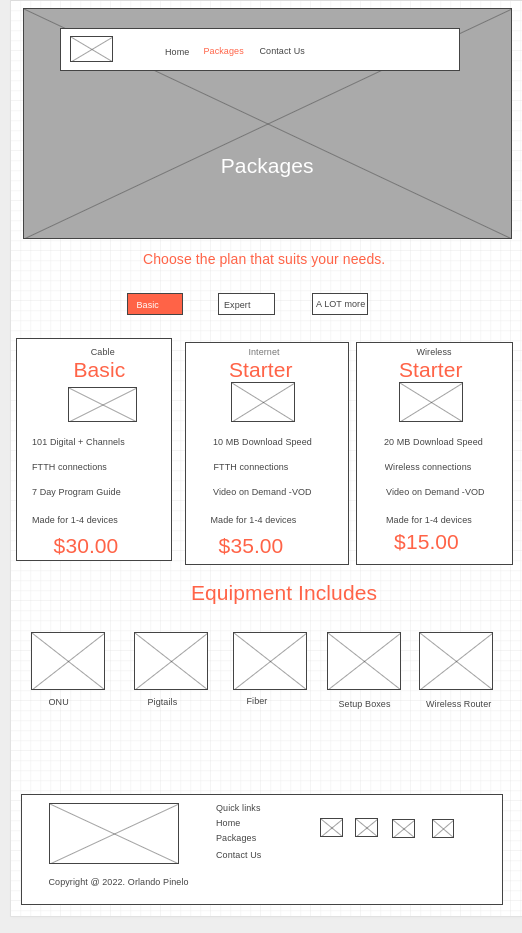 Home Packages Contact Us
Packages
Choose the plan that suits your needs.
Basic Expert A LOT more
Cable
Basic
101 Digital + Channels
FTTH connections
7 Day Program Guide
Made for 1-4 devices
$30.00
Internet
Starter
10 MB Download Speed
FTTH connections
Video on Demand -VOD
Made for 1-4 devices
$35.00
Wireless
Starter
20 MB Download Speed
Wireless connections
Video on Demand -VOD
Made for 1-4 devices
$15.00
Equipment Includes
ONU Pigtails Fiber Setup Boxes Wireless Router
Quick links
Home
Packages
Contact Us
Copyright @ 2022. Orlando Pinelo